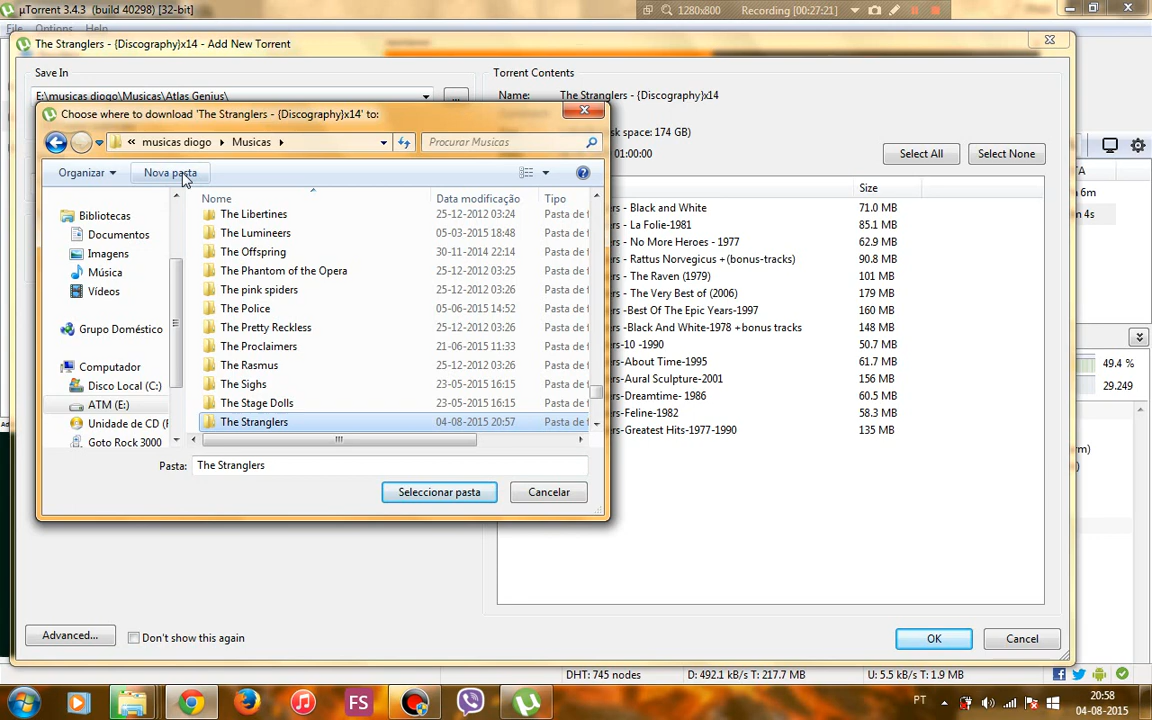 µTorrent 3.4.3 (build 40298) [32-bit]
1280x800
Recording [00:27:21]
File Options Help
The Stranglers - {Discography}x14 - Add New Torrent
Save In
E:\musicas diogo\Musicas\Atlas Genius\
...
Torrent Contents
Name: The Stranglers - {Discography}x14
sk space: 174 GB)
01:00:00
Select All
Select None
Size
rs - Black and White 71.0 MB
rs - La Folie-1981 85.1 MB
rs - No More Heroes - 1977 62.9 MB
rs - Rattus Norvegicus +(bonus-tracks) 90.8 MB
rs - The Raven (1979) 101 MB
rs - The Very Best of (2006) 179 MB
rs -Best Of The Epic Years-1997 160 MB
rs -Black And White-1978 +bonus tracks 148 MB
rs-10 -1990 50.7 MB
rs-About Time-1995 61.7 MB
rs-Aural Sculpture-2001 156 MB
rs-Dreamtime- 1986 60.5 MB
rs-Feline-1982 58.3 MB
rs-Greatest Hits-1977-1990 135 MB
Choose where to download 'The Stranglers - {Discography}x14' to:
« musicas diogo Musicas
Procurar Musicas
Organizar
Nova pasta
Nome Data modificação Tipo
Bibliotecas
Documentos
Imagens
Música
Vídeos
Grupo Doméstico
Computador
Disco Local (C:)
ATM (E:)
Unidade de CD (F
Goto Rock 3000
The Libertines 25-12-2012 03:24 Pasta de f
The Lumineers 05-03-2015 18:48 Pasta de f
The Offspring 30-11-2014 22:14 Pasta de f
The Phantom of the Opera 25-12-2012 03:25 Pasta de f
The pink spiders 25-12-2012 03:26 Pasta de f
The Police 05-06-2015 14:52 Pasta de f
The Pretty Reckless 25-12-2012 03:26 Pasta de f
The Proclaimers 21-06-2015 11:33 Pasta de f
The Rasmus 25-12-2012 03:26 Pasta de f
The Sighs 23-05-2015 16:15 Pasta de f
The Stage Dolls 23-05-2015 16:15 Pasta de f
The Stranglers 04-08-2015 20:57 Pasta de f
Pasta: The Stranglers
Seleccionar pasta
Cancelar
TA
6m
4s
49.4 %
29.249
rm)
Advanced...
Don't show this again
OK
Cancel
DHT: 745 nodes
D: 492.1 kB/s T: 217.7 MB
U: 5.5 kB/s T: 1.9 MB
FS
PT
20:58
04-08-2015